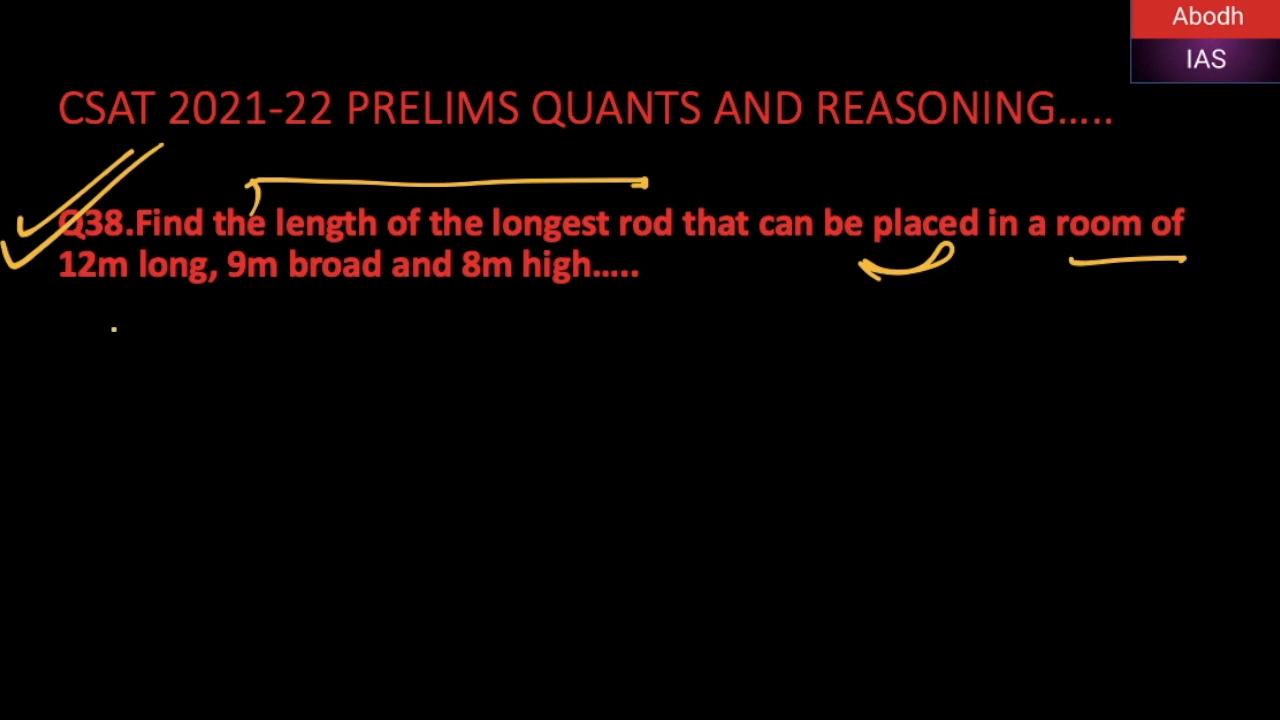 Abodh
IAS
CSAT 2021-22 PRELIMS QUANTS AND REASONING.....
Q38.Find the length of the longest rod that can be placed in a room of
12m long, 9m broad and 8m high.....